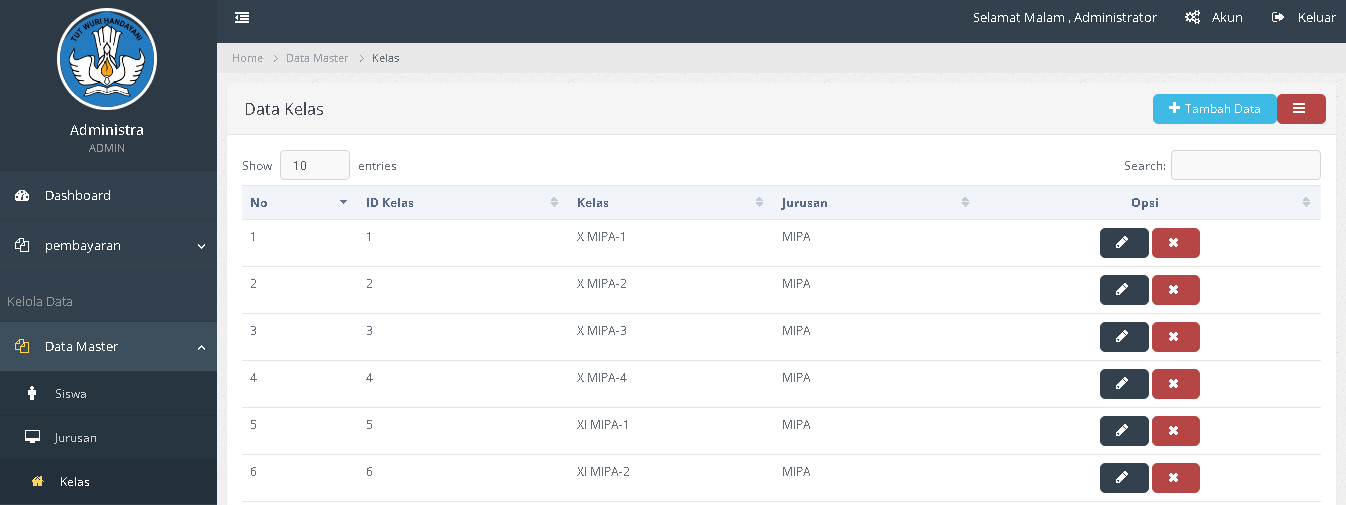 TUT WURI HANDAYANI
Administra
ADMIN
Dashboard
pembayaran
Kelola Data
Data Master
Siswa
Jurusan
Kelas
Selamat Malam , Administrator Akun Keluar
Home > Data Master > Kelas
Data Kelas
Tambah Data
Show 10 entries
Search:
No ID Kelas Kelas Jurusan Opsi
1 1 X MIPA-1 MIPA
2 2 X MIPA-2 MIPA
3 3 X MIPA-3 MIPA
4 4 X MIPA-4 MIPA
5 5 XI MIPA-1 MIPA
6 6 XI MIPA-2 MIPA